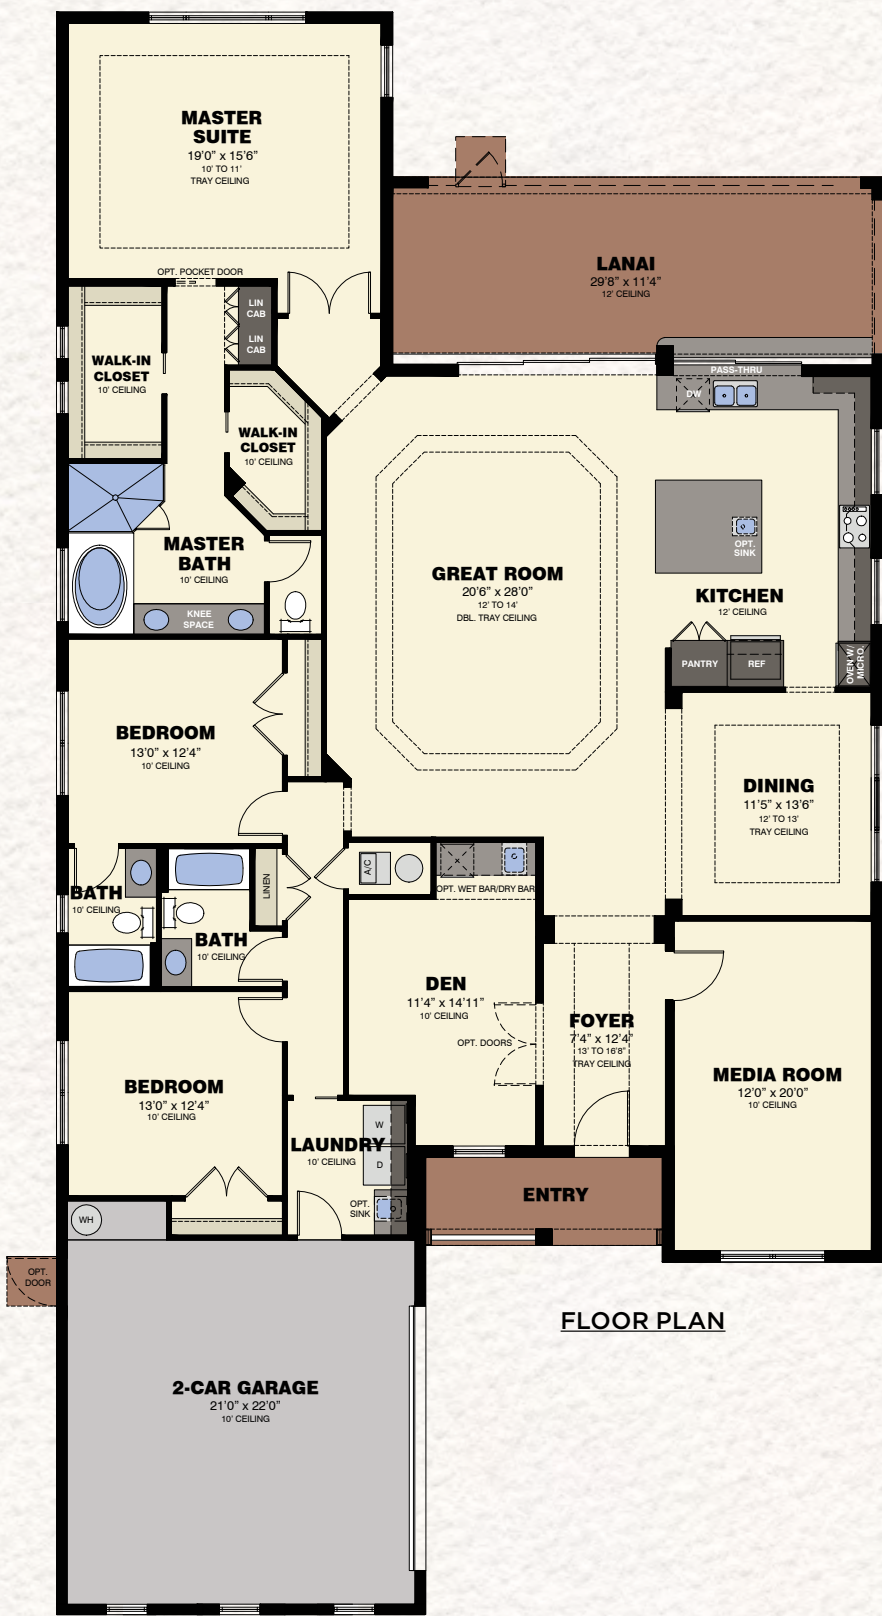 MASTER
SUITE
19'0" x 15'6"
10' TO 11'
TRAY CEILING
OPT. POCKET DOOR
LIN
CAB
LIN
CAB
LANAI
29'8" x 11'4"
12' CEILING
PASS-THRU
DW
WALK-IN
CLOSET
10' CEILING
WALK-IN
CLOSET
10' CEILING
MASTER
BATH
10' CEILING
KNEE
SPACE
GREAT ROOM
20'6" x 28'0"
12' TO 14'
DBL. TRAY CEILING
OPT.
SINK
KITCHEN
12' CEILING
PANTRY
REF
OVEN W/
MICRO.
BEDROOM
13'0" x 12'4"
10' CEILING
DINING
11'5" x 13'6"
12' TO 13'
TRAY CEILING
A/C
LINEN
OPT. WET BAR/DRY BAR
BATH
10' CEILING
BATH
10' CEILING
DEN
11'4" x 14'11"
10' CEILING
OPT. DOORS
FOYER
7'4" x 12'4"
13' TO 16'8"
TRAY CEILING
MEDIA ROOM
12'0" x 20'0"
10' CEILING
BEDROOM
13'0" x 12'4"
10' CEILING
W
LAUNDRY
10' CEILING
D
OPT.
SINK
ENTRY
WH
OPT.
DOOR
FLOOR PLAN
2-CAR GARAGE
21'0" x 22'0"
10' CEILING